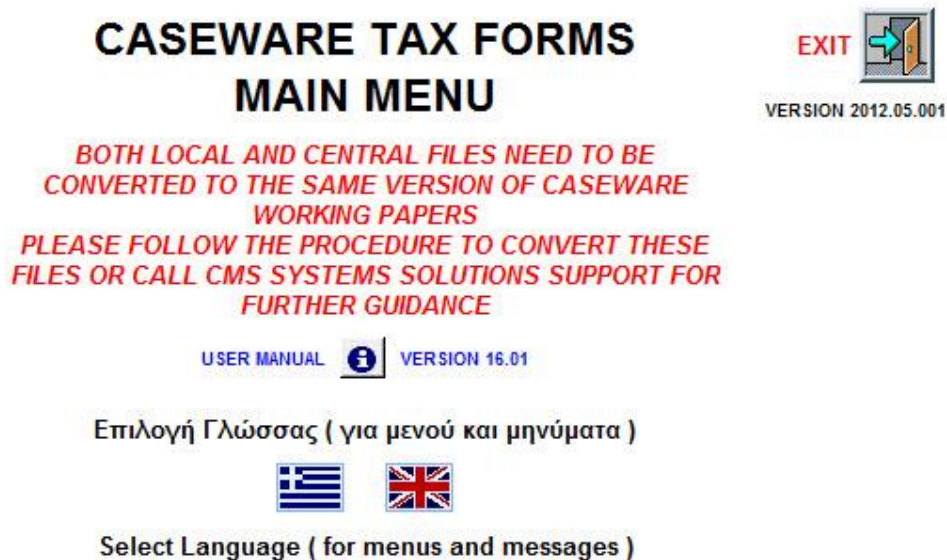 CASEWARE TAX FORMS
MAIN MENU
EXIT
VERSION 2012.05.001
BOTH LOCAL AND CENTRAL FILES NEED TO BE
CONVERTED TO THE SAME VERSION OF CASEWARE
WORKING PAPERS
PLEASE FOLLOW THE PROCEDURE TO CONVERT THESE
FILES OR CALL CMS SYSTEMS SOLUTIONS SUPPORT FOR
FURTHER GUIDANCE
USER MANUAL VERSION 16.01
Επιλογή Γλώσσας ( για μενού και μηνύματα )
Select Language ( for menus and messages )